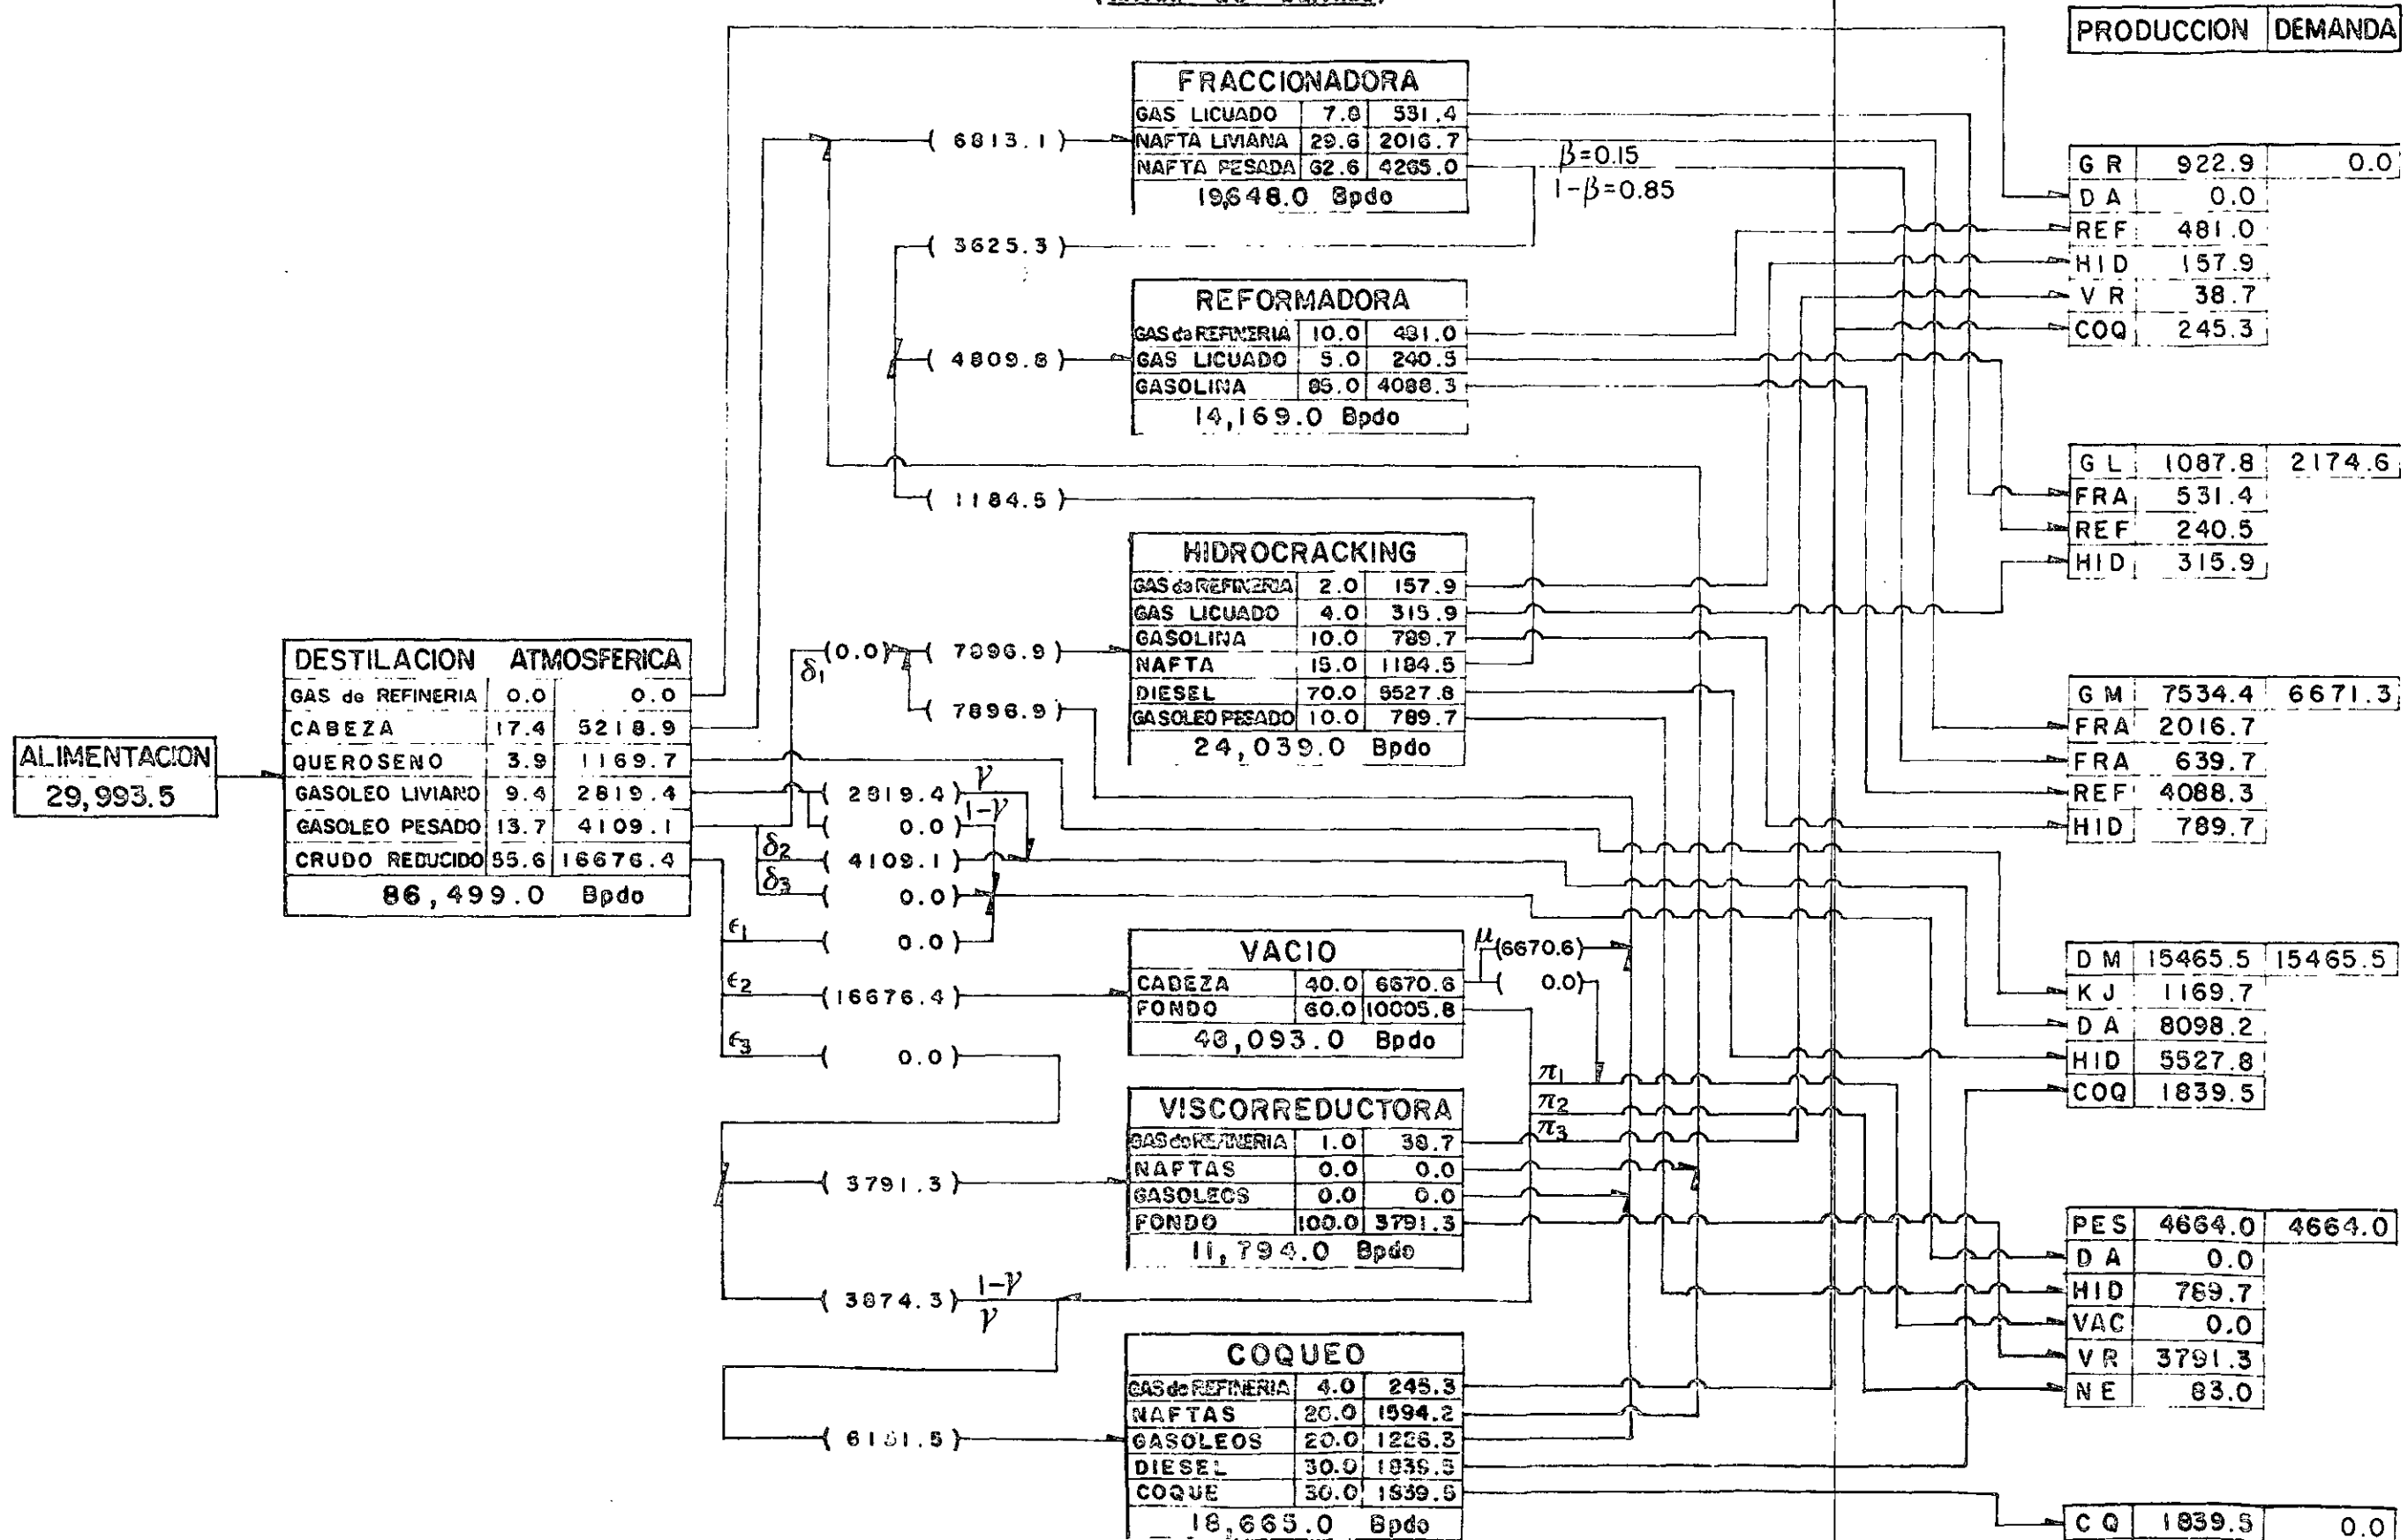 PRODUCCION DEMANDA
FRACCIONADORA
GAS LICUADO 7.8 531.4
NAFTA LIVIANA 29.6 2016.7
NAFTA PESADA 62.6 4265.0
19,648.0 Bpdo
( 6813.1 )
β=0.15
1-β=0.85
( 3625.3 )
REFORMADORA
GAS de REFINERIA 10.0 481.0
GAS LICUADO 5.0 240.5
GASOLINA 85.0 4088.3
14,169.0 Bpdo
( 4809.8 )
( 1184.5 )
HIDROCRACKING
GAS de REFINERIA 2.0 157.9
GAS LICUADO 4.0 315.9
GASOLINA 10.0 789.7
NAFTA 15.0 1184.5
DIESEL 70.0 5527.8
GASOLEO PESADO 10.0 789.7
24,039.0 Bpdo
δ1 (0.0) ( 7896.9 )
( 7896.9 )
ALIMENTACION
29,993.5
DESTILACION ATMOSFERICA
GAS de REFINERIA 0.0 0.0
CABEZA 17.4 5218.9
QUEROSENO 3.9 1169.7
GASOLEO LIVIANO 9.4 2819.4
GASOLEO PESADO 13.7 4109.1
CRUDO REDUCIDO 55.6 16676.4
86,499.0 Bpdo
( 2819.4 ) γ
( 0.0 ) 1-γ
δ2 ( 4109.1 )
δ3 ( 0.0 )
ϵ1 ( 0.0 )
ϵ2 ( 16676.4 )
ϵ3 ( 0.0 )
VACIO
CABEZA 40.0 6670.6
FONDO 60.0 10005.8
48,093.0 Bpdo
μ (6670.6)
( 0.0 )
π1
π2
π3
VISCORREDUCTORA
GAS de REFINERIA 1.0 38.7
NAFTAS 0.0 0.0
GASOLEOS 0.0 0.0
FONDO 100.0 3791.3
11,794.0 Bpdo
( 3791.3 )
( 3874.3 ) 1-γ
γ
COQUEO
GAS de REFINERIA 4.0 245.3
NAFTAS 1594.2
GASOLEOS 20.0 1226.3
DIESEL 30.0 1839.5
COQUE 30.0 1839.5
18,665.0 Bpdo
G R 922.9 0.0
D A 0.0
REF 481.0
HID 157.9
V R 38.7
COQ 245.3
G L 1087.8 2174.6
FRA 531.4
REF 240.5
HID 315.9
G M 7534.4 6671.3
FRA 2016.7
FRA 639.7
REF 4088.3
HID 789.7
D M 15465.5 15465.5
K J 1169.7
D A 8098.2
HID 5527.8
COQ 1839.5
PES 4664.0 4664.0
D A 0.0
HID 789.7
VAC 0.0
V R 3791.3
N E 83.0
C Q 1839.5 0.0